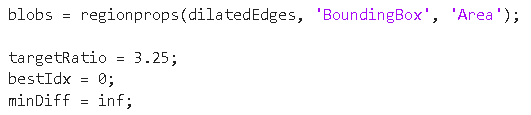 blobs = regionprops(dilatedEdges, 'BoundingBox', 'Area');
targetRatio = 3.25;
bestIdx = 0;
minDiff = inf;